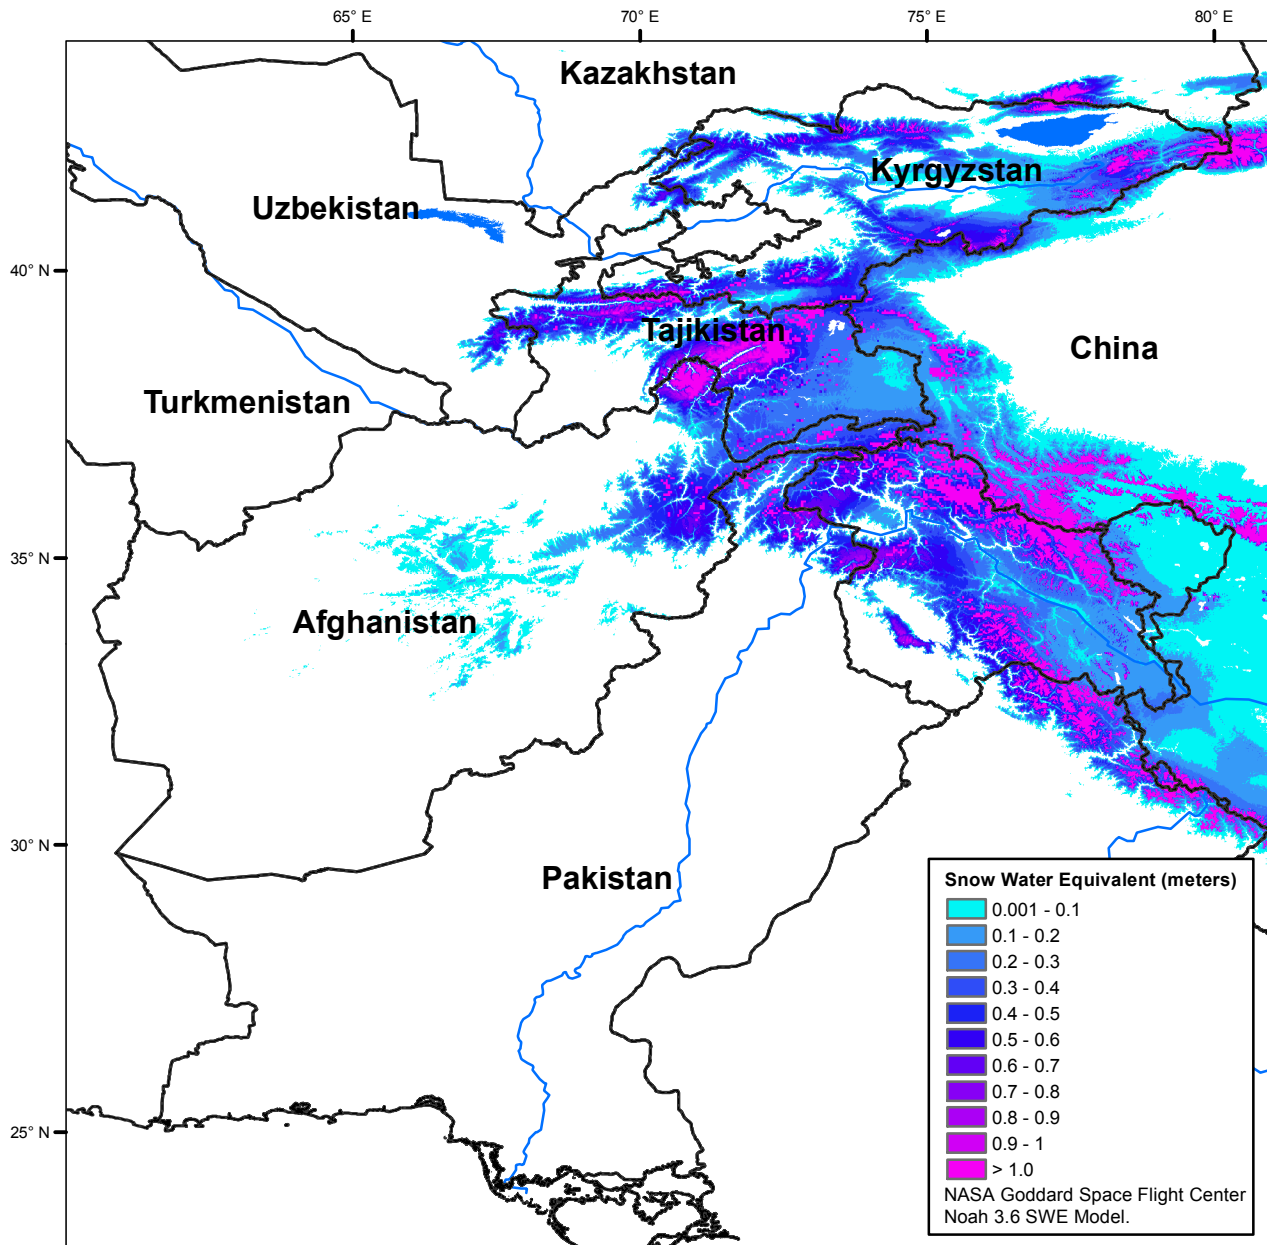 65° E
70° E
75° E
80° E
Kazakhstan
Kyrgyzstan
Uzbekistan
40° N
Tajikistan
China
Turkmenistan
35° N
Afghanistan
30° N
Pakistan
Snow Water Equivalent (meters)
0.001 - 0.1
0.1 - 0.2
0.2 - 0.3
0.3 - 0.4
0.4 - 0.5
0.5 - 0.6
0.6 - 0.7
0.7 - 0.8
0.8 - 0.9
0.9 - 1
> 1.0
NASA Goddard Space Flight Center
Noah 3.6 SWE Model.
25° N